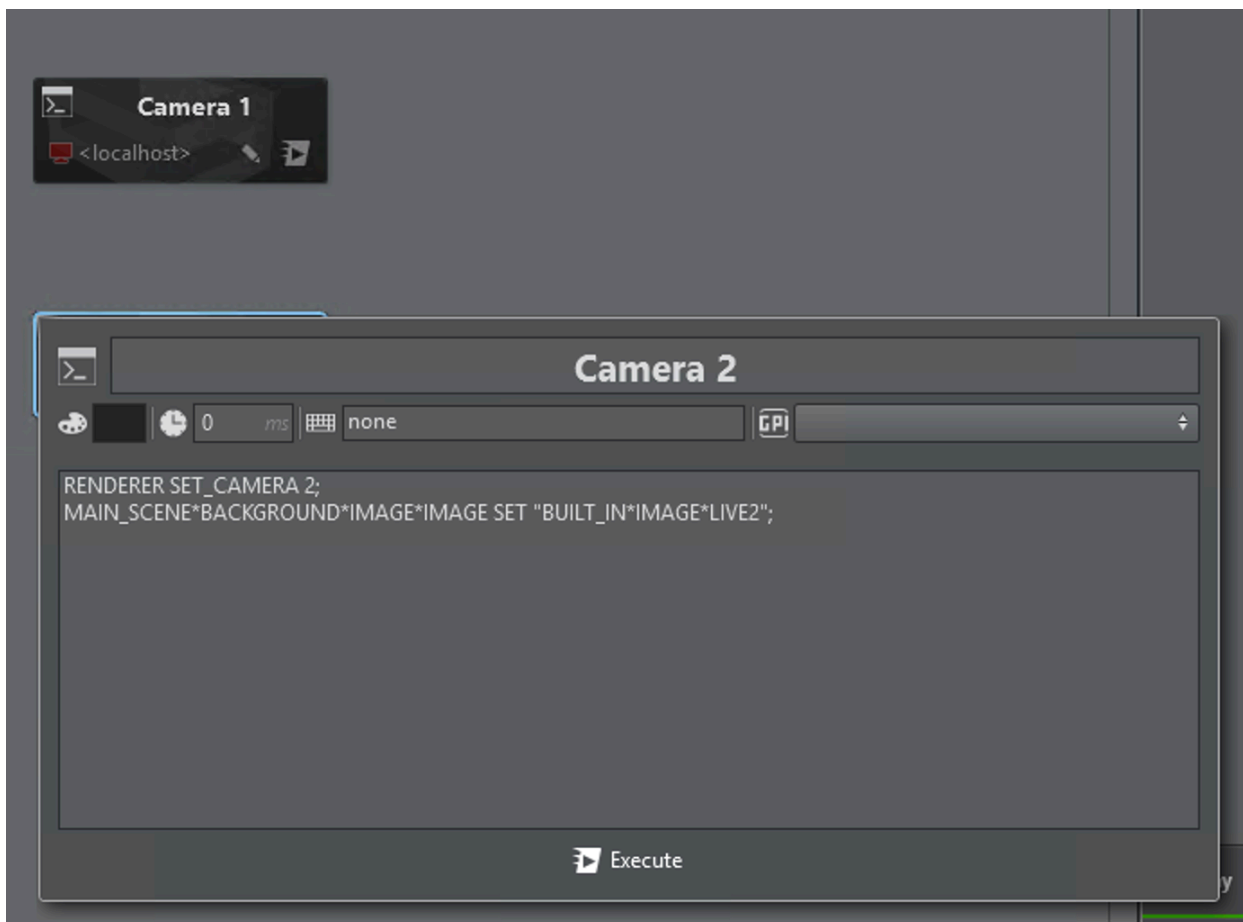 Camera 1
<localhost>
Camera 2
0 ms none GPI
RENDERER SET_CAMERA 2;
MAIN_SCENE*BACKGROUND*IMAGE*IMAGE SET "BUILT_IN*IMAGE*LIVE2";
Execute
y